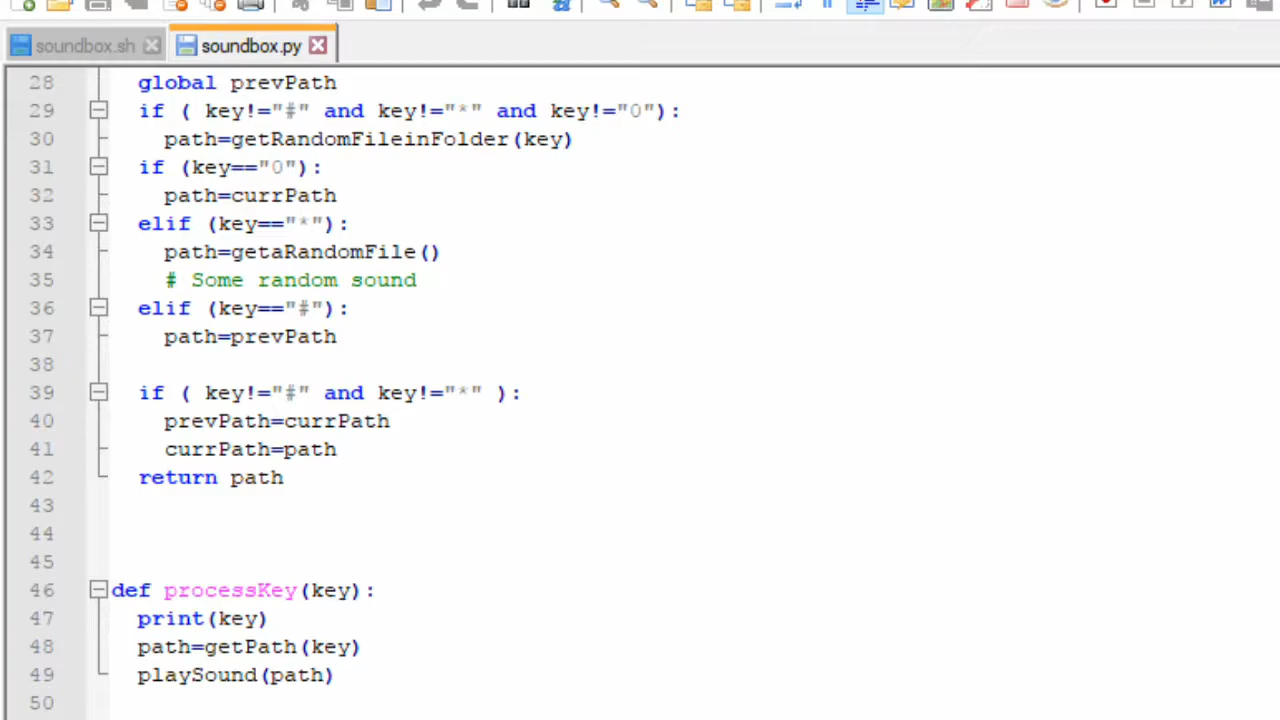 soundbox.sh soundbox.py
28 global prevPath
29 if ( key!="#" and key!="*" and key!="0"):
30 path=getRandomFileinFolder(key)
31 if (key=="0"):
32 path=currPath
33 elif (key=="*"):
34 path=getaRandomFile()
35 # Some random sound
36 elif (key=="#"):
37 path=prevPath
38
39 if ( key!="#" and key!="*" ):
40 prevPath=currPath
41 currPath=path
42 return path
43
44
45
46 def processKey(key):
47 print(key)
48 path=getPath(key)
49 playSound(path)
50